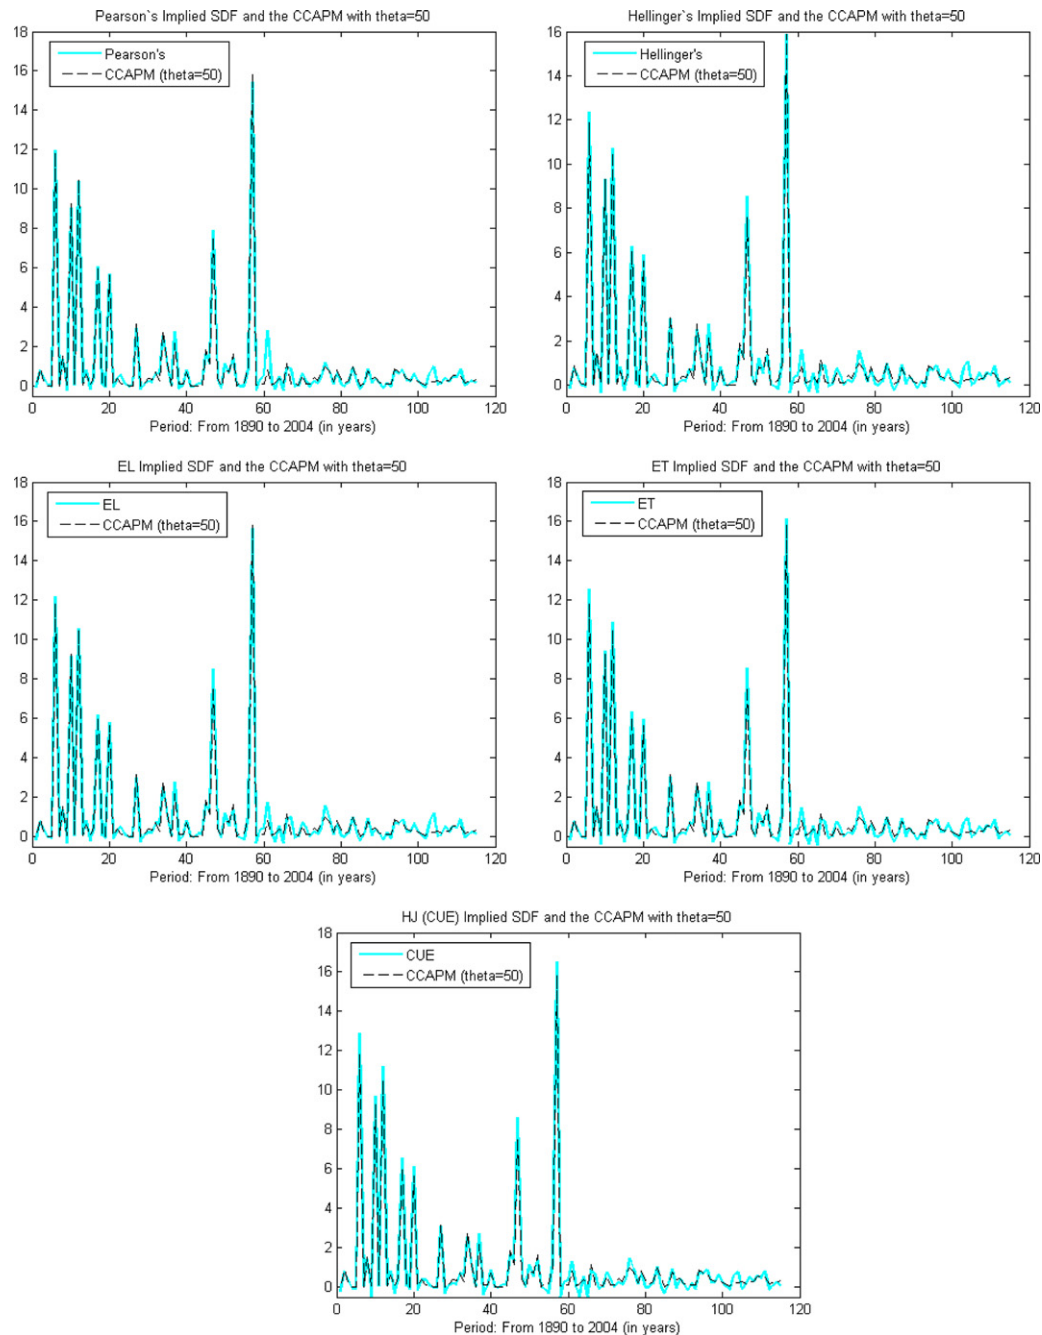 Pearson`s Implied SDF and the CCAPM with theta=50
18
16
14
12
10
8
6
4
2
0
Pearson's
CCAPM (theta=50)
0 20 40 60 80 100 120
Period: From 1890 to 2004 (in years)
Hellinger`s Implied SDF and the CCAPM with theta=50
16
14
12
10
8
6
4
2
0
Hellinger's
CCAPM (theta=50)
0 20 40 60 80 100 120
Period: From 1890 to 2004 (in years)
EL Implied SDF and the CCAPM with theta=50
18
16
14
12
10
8
6
4
2
0
EL
CCAPM (theta=50)
0 20 40 60 80 100 120
Period: From 1890 to 2004 (in years)
ET Implied SDF and the CCAPM with theta=50
18
16
14
12
10
8
6
4
2
0
ET
CCAPM (theta=50)
0 20 40 60 80 100 120
Period: From 1890 to 2004 (in years)
HJ (CUE) Implied SDF and the CCAPM with theta=50
18
16
14
12
10
8
6
4
2
0
CUE
CCAPM (theta=50)
0 20 40 60 80 100 120
Period: From 1890 to 2004 (in years)